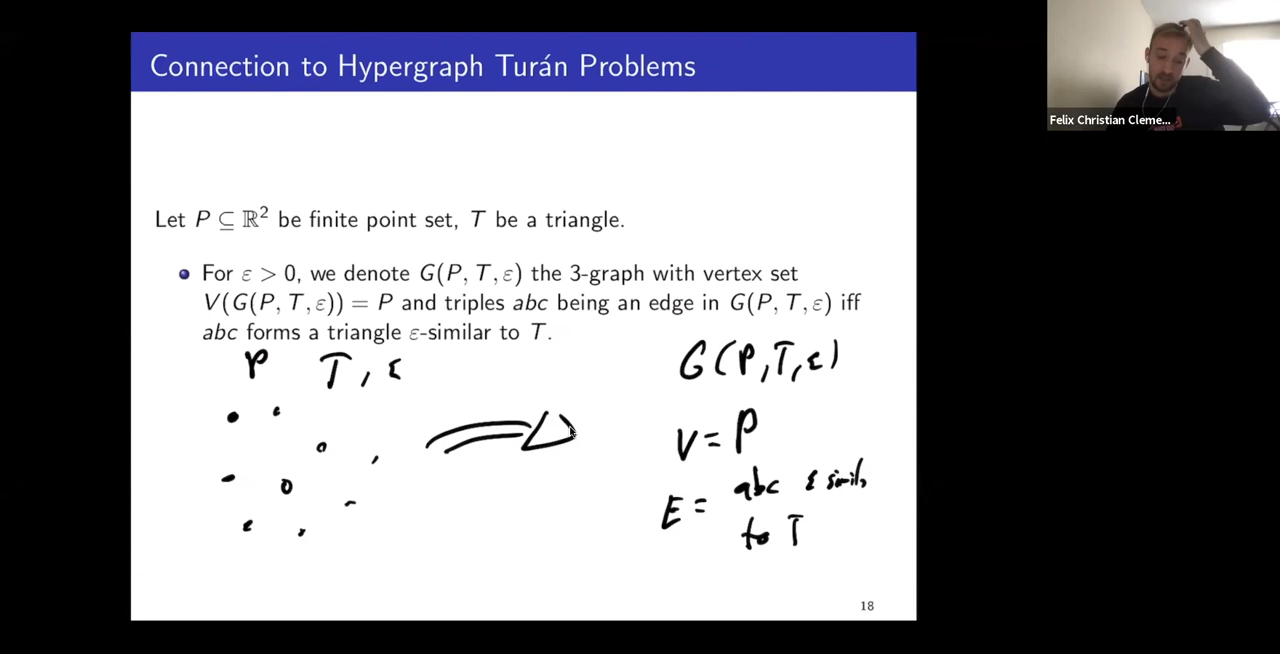 Connection to Hypergraph Turán Problems
Felix Christian Cleme...
Let P ⊆ ℝ² be finite point set, T be a triangle.
For ε > 0, we denote G(P, T, ε) the 3-graph with vertex set
V(G(P, T, ε)) = P and triples abc being an edge in G(P, T, ε) iff
abc forms a triangle ε-similar to T.
P T, ε
G(P,T,ε)
V = P
E = abc ε
to T
18